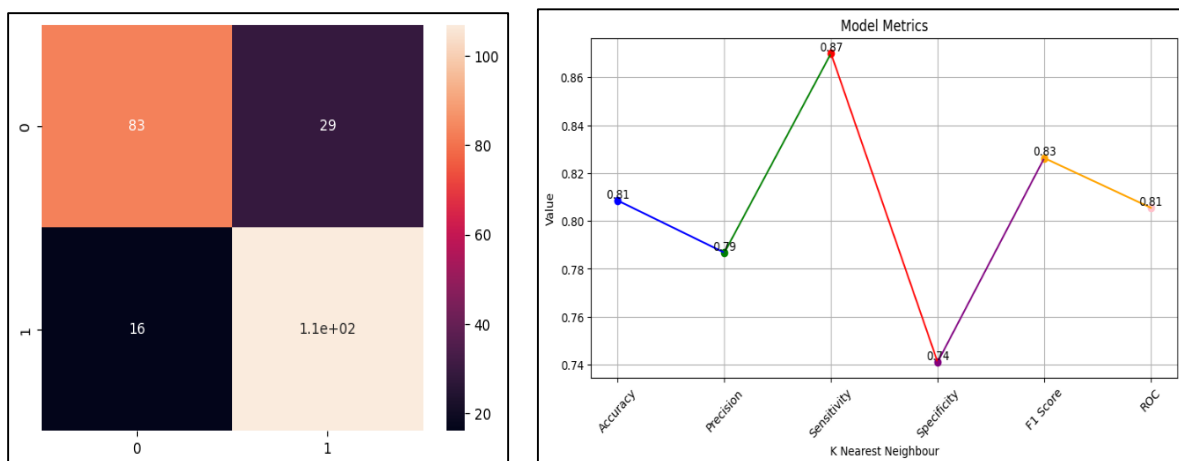 0
83
29
1
16
1.1e+02
0
1
100
80
60
40
20
Model Metrics
Value
0.86
0.84
0.82
0.80
0.78
0.76
0.74
0.81
0.79
0.87
0.74
0.83
0.81
Accuracy
Precision
Sensitivity
Specificity
F1 Score
ROC
K Nearest Neighbour